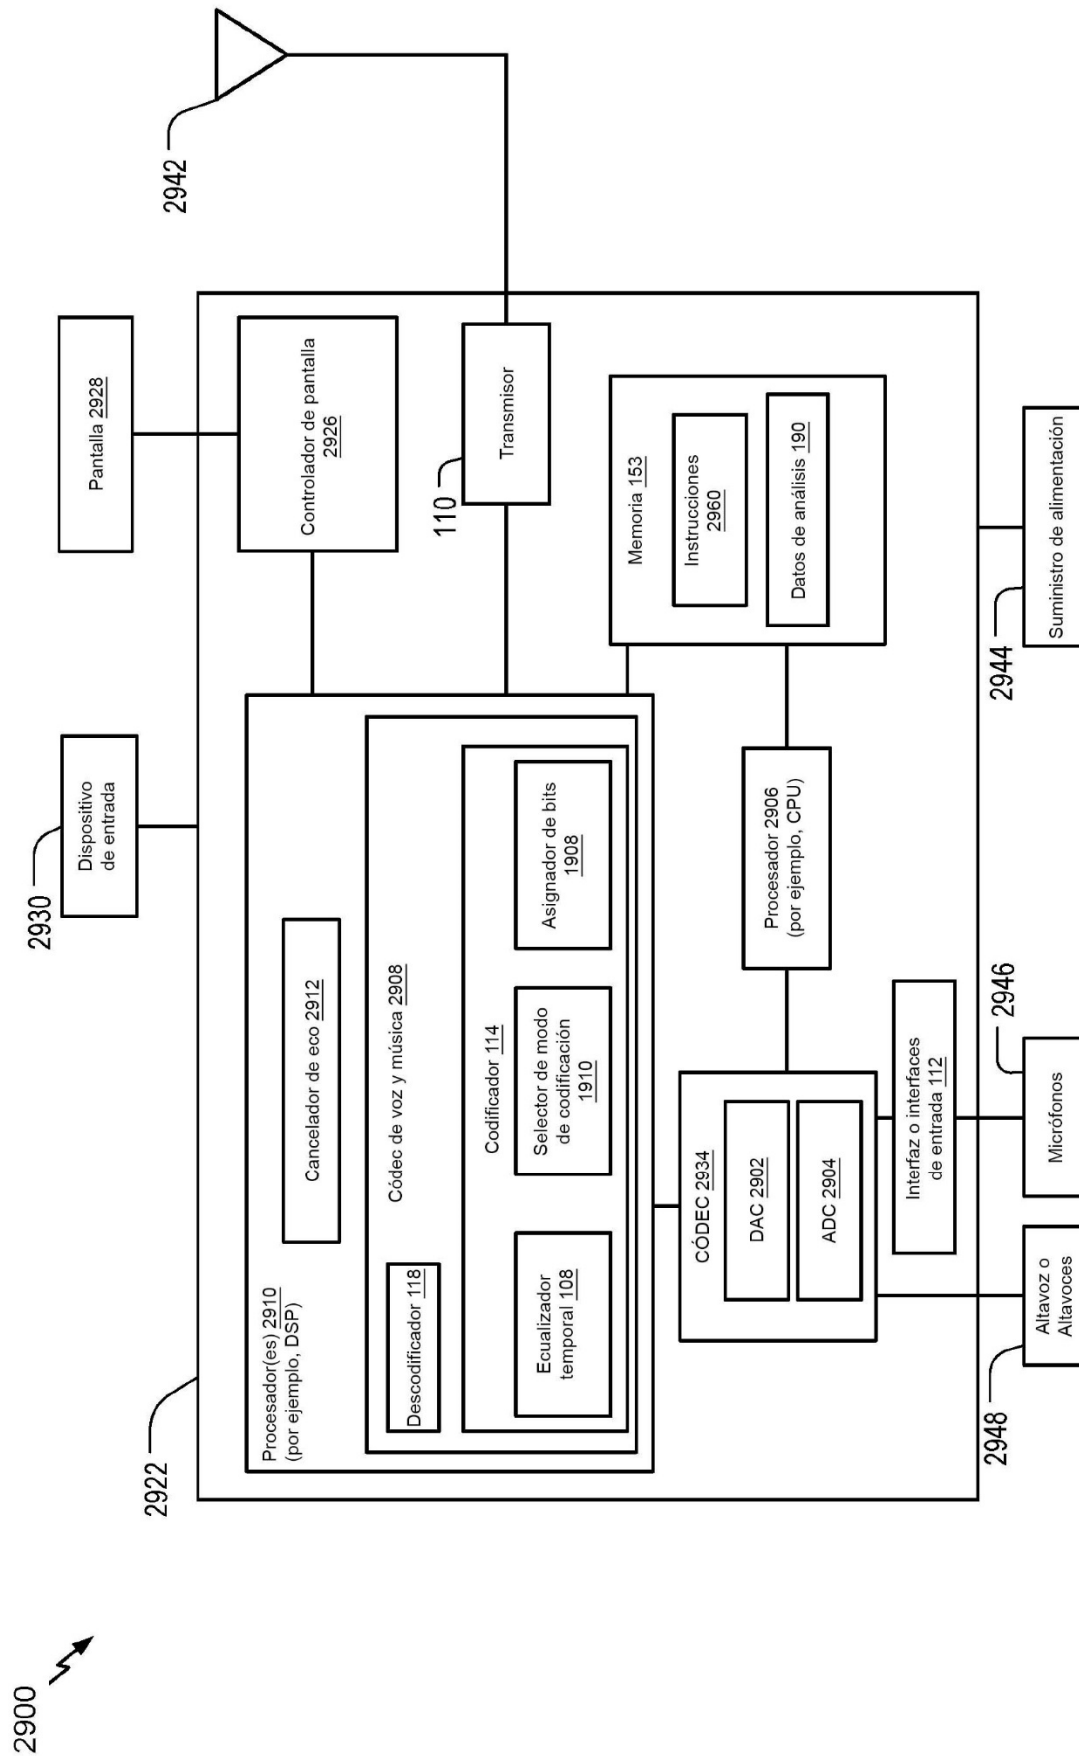 2900
2922
2930
Dispositivo
de entrada
Pantalla 2928
2942
Procesador(es) 2910
(por ejemplo, DSP)
Cancelador de eco 2912
Controlador de pantalla
2926
Descodificador 118
Códec de voz y música 2908
Codificador 114
Ecualizador
temporal 108
Selector de modo
de codificación
1910
Asignador de bits
1908
110
Transmisor
Memoria 153
Instrucciones
2960
Datos de análisis 190
CÓDEC 2934
DAC 2902
ADC 2904
Procesador 2906
(por ejemplo, CPU)
Interfaz o interfaces
de entrada 112
2948
Altavoz o
Altavoces
2946
Micrófonos
2944
Suministro de alimentación